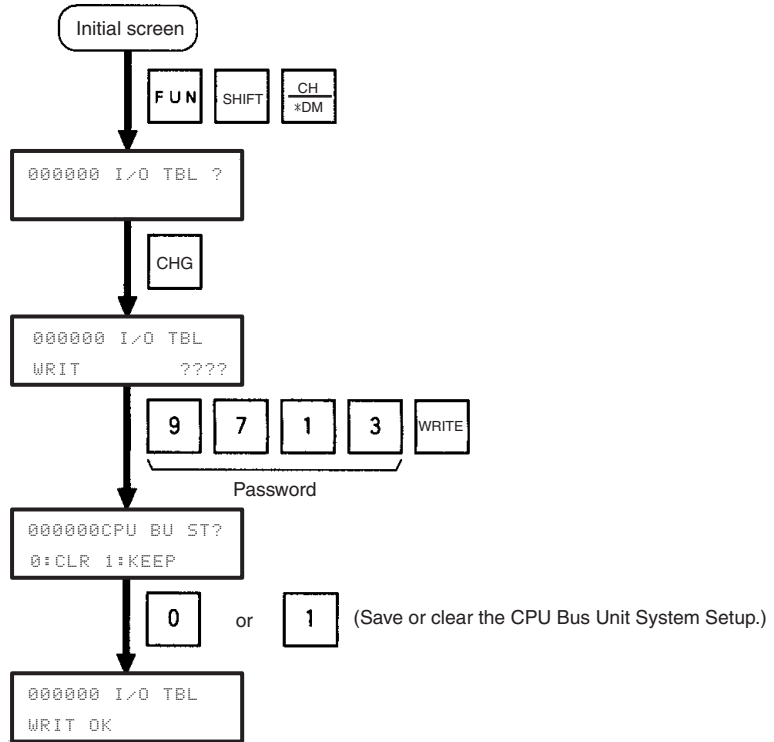 Initial screen
FUN SHIFT CH
*DM
000000 I/O TBL ?
CHG
000000 I/O TBL
WRIT ????
9 7 1 3 WRITE
Password
000000CPU BU ST?
0:CLR 1:KEEP
0 or 1 (Save or clear the CPU Bus Unit System Setup.)
000000 I/O TBL
WRIT OK